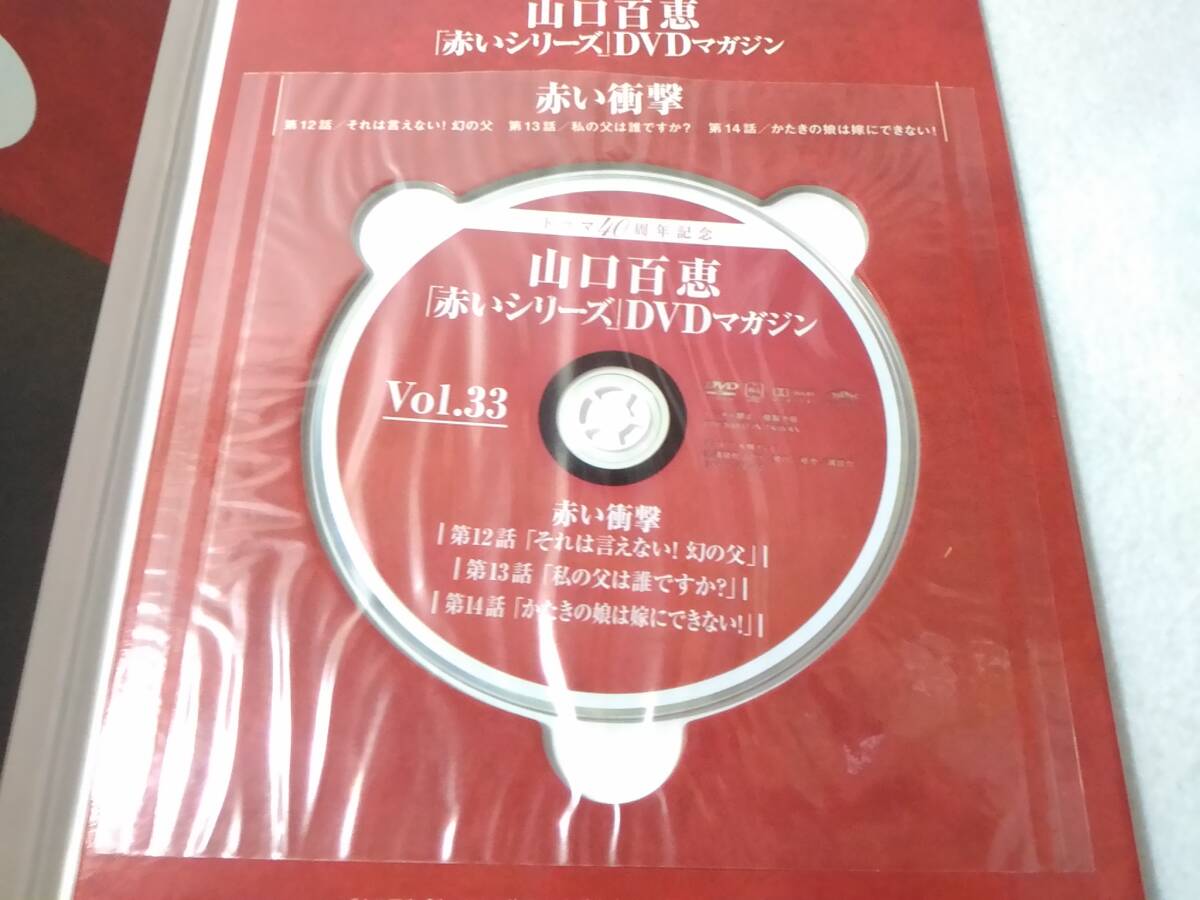 山口百恵
「赤いシリーズ」DVDマガジン
赤い衝撃
第12話／それは言えない！幻の父 第13話／私の父は誰ですか？ 第14話／かたきの娘は嫁にできない！
ドラマ40周年記念
山口百恵
「赤いシリーズ」DVDマガジン
Vol.33
DVD
赤い衝撃
第12話「それは言えない！幻の父」
第13話「私の父は誰ですか？」
第14話「かたきの娘は嫁にできない！」